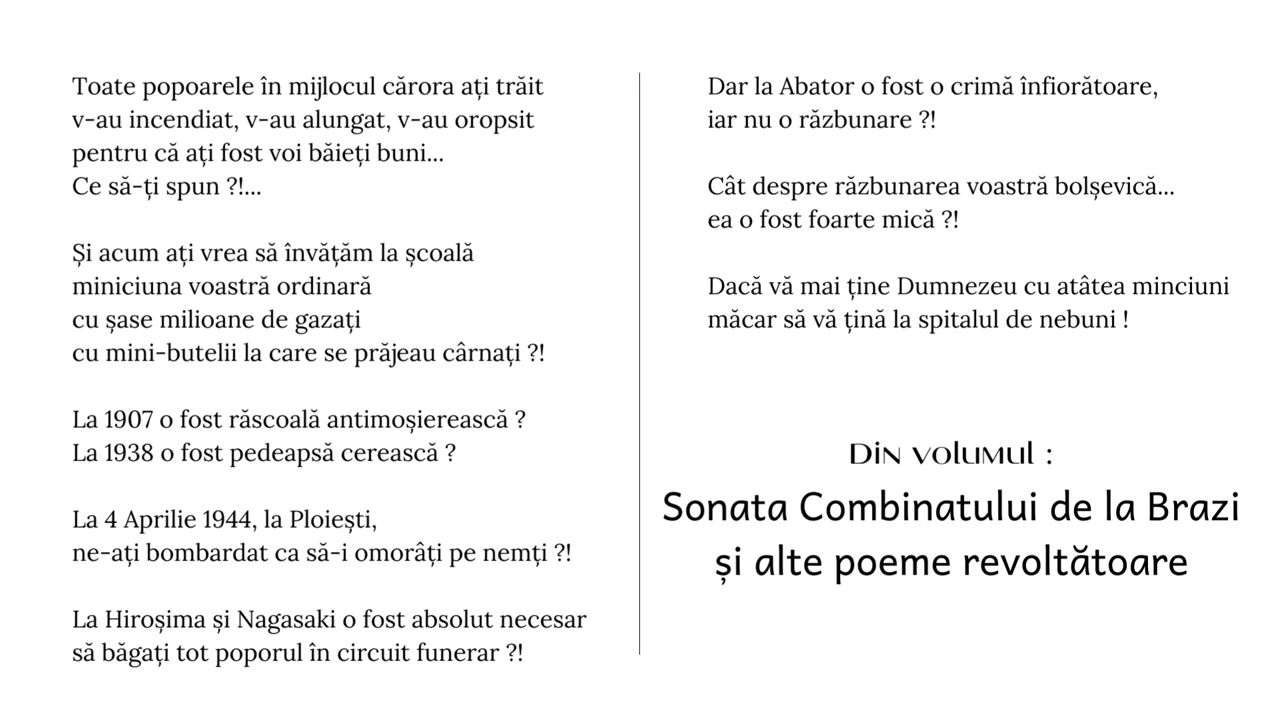 Toate popoarele în mijlocul cărora ați trăit
v-au incendiat, v-au alungat, v-au oropsit
pentru că ați fost voi băieți buni...
Ce să-ți spun ?!...
Și acum ați vrea să învățăm la școală
miniciuna voastră ordinară
cu șase milioane de gazați
cu mini-butelii la care se prăjeau cârnați ?!
La 1907 o fost răscoală antimoșierească ?
La 1938 o fost pedeapsă cerească ?
La 4 Aprilie 1944, la Ploiești,
ne-ați bombardat ca să-i omorâți pe nemți ?!
La Hiroșima și Nagasaki o fost absolut necesar
să băgați tot poporul în circuit funerar ?!
Dar la Abator o fost o crimă înfiorătoare,
iar nu o răzbunare ?!
Cât despre răzbunarea voastră bolșevică...
ea o fost foarte mică ?!
Dacă vă mai ține Dumnezeu cu atâtea minciuni
măcar să vă țină la spitalul de nebuni !
Din volumul :
Sonata Combinatului de la Brazi
și alte poeme revoltătoare